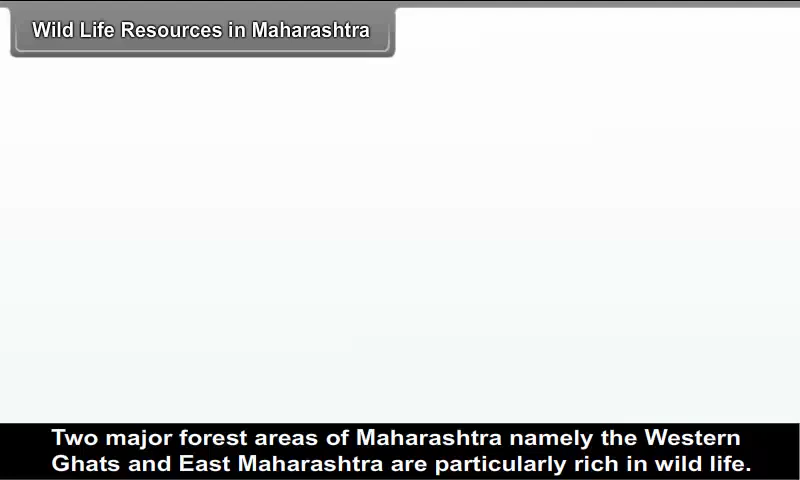 Wild Life Resources in Maharashtra
Two major forest areas of Maharashtra namely the Western
Ghats and East Maharashtra are particularly rich in wild life.